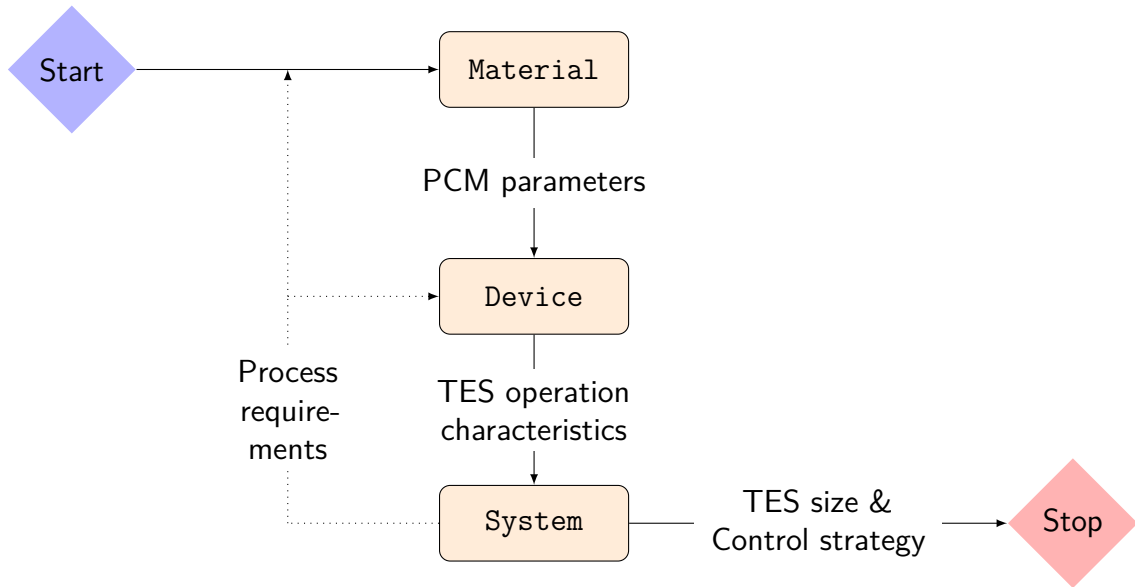 Start
Material
PCM parameters
Device
Process
require-
ments
TES operation
characteristics
System
TES size &
Control strategy
Stop